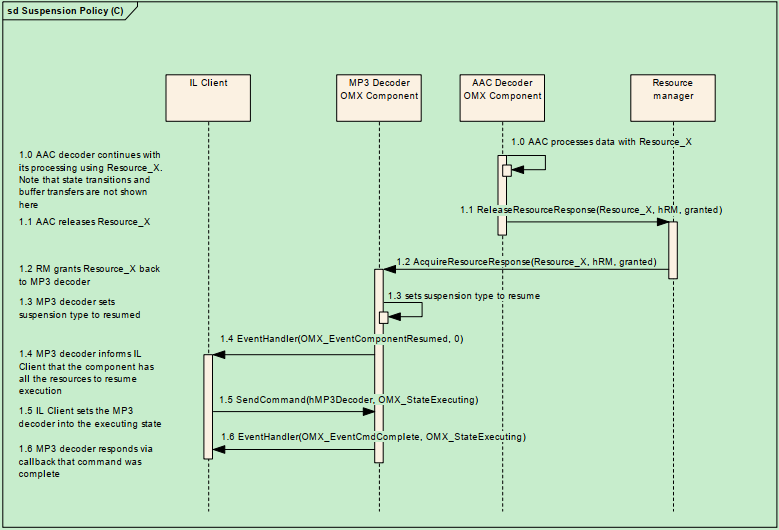 sd Suspension Policy (C)
IL Client
MP3 Decoder
OMX Component
AAC Decoder
OMX Component
Resource
manager
1.0 AAC decoder continues with
its processing using Resource_X.
Note that state transitions and
buffer transfers are not shown
here
1.0 AAC processes data with Resource_X
1.1 AAC releases Resource_X
1.1 ReleaseResourceResponse(Resource_X, hRM, granted)
1.2 RM grants Resource_X back
to MP3 decoder
1.2 AcquireResourceResponse(Resource_X, hRM, granted)
1.3 MP3 decoder sets
suspension type to resumed
1.3 sets suspension type to resume
1.4 EventHandler(OMX_EventComponentResumed, 0)
1.4 MP3 decoder informs IL
Client that the component has
all the resources to resume
execution
1.5 SendCommand(hMP3Decoder, OMX_StateExecuting)
1.5 IL Client sets the MP3
decoder into the executing state
1.6 EventHandler(OMX_EventCmdComplete, OMX_StateExecuting)
1.6 MP3 decoder responds via
callback that command was
complete